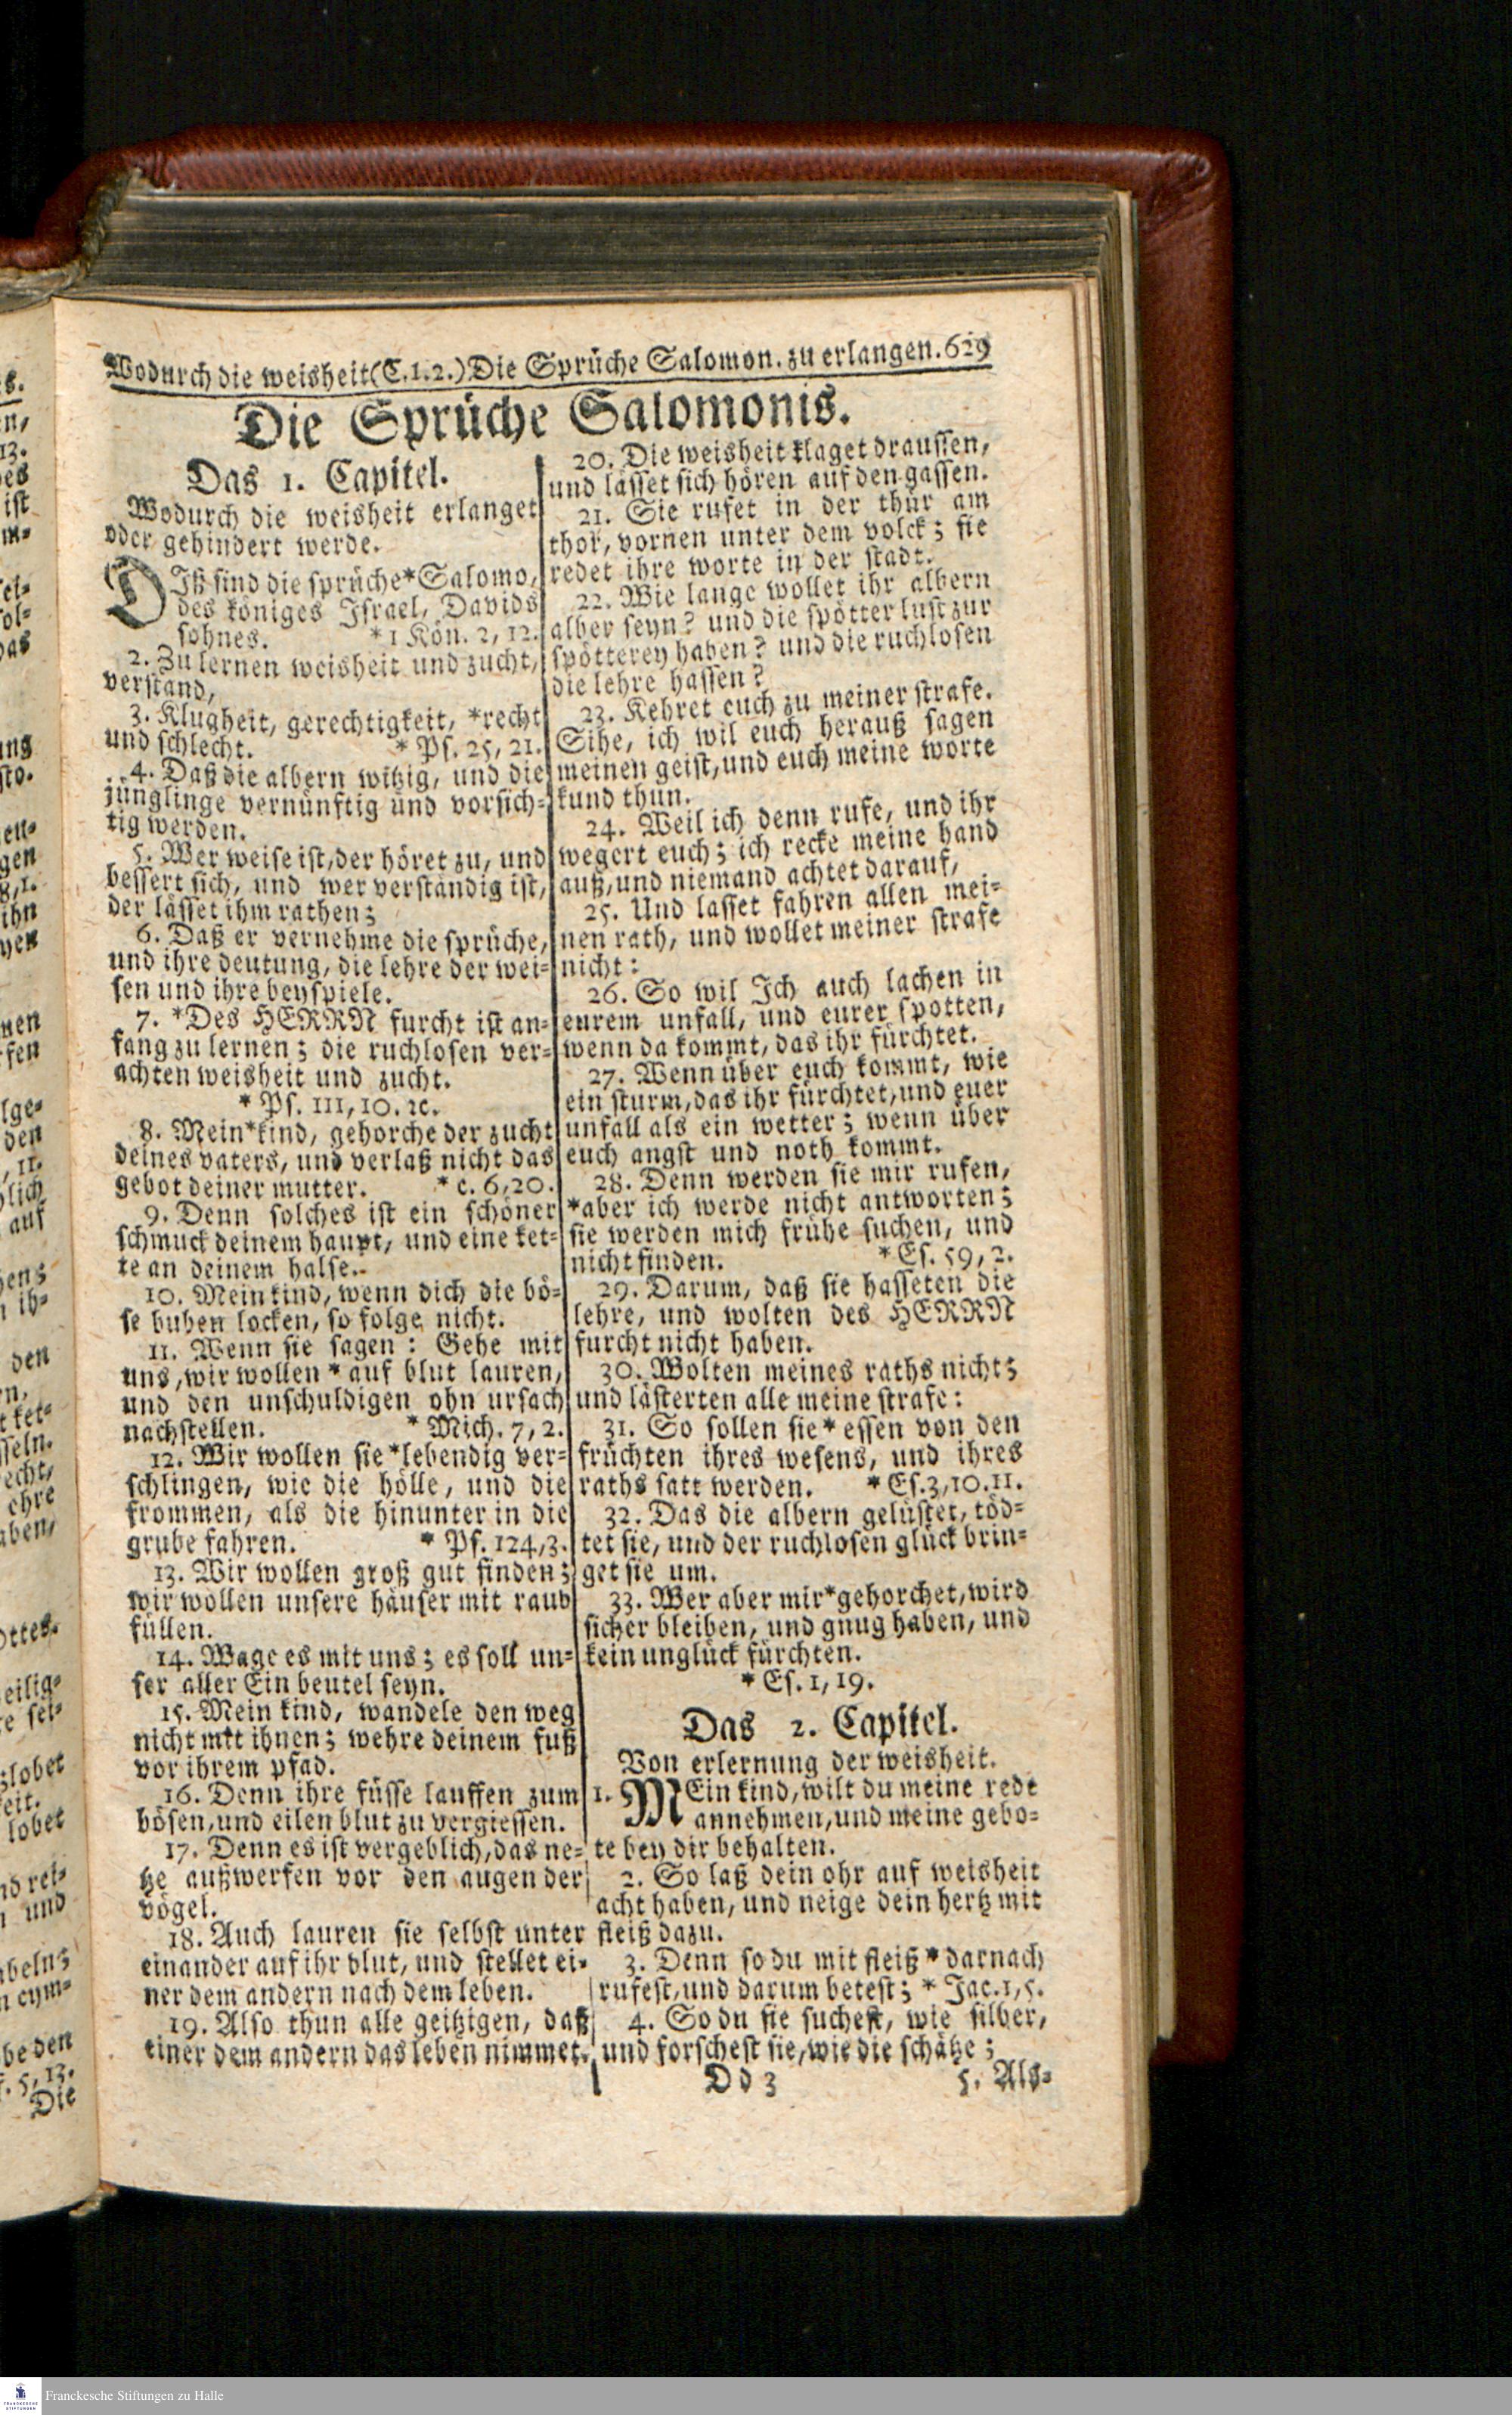 Wodurch die weisheit (C.1.2.) Die Sprüche Salomon. zu erlangen. 629
Die Sprüche Salomonis.
Das 1. Capitel.
Wodurch die weisheit erlanget
oder gehindert werde.
DIß sind die sprüche*Salomo,
des königes Israel, Davids
sohnes. *1 Kön. 2, 12.
2. Zu lernen weisheit und zucht,
verstand,
3. Klugheit, gerechtigkeit, *recht
und schlecht. * Ps. 25, 21.
4. Daß die albern witzig, und die
jünglinge vernünftig und vorsich-
tig werden.
5. Wer weise ist, der höret zu, und
bessert sich, und wer verständig ist,
der lässet ihm rathen;
6. Daß er vernehme die sprüche,
und ihre deutung, die lehre der wei-
sen und ihre beyspiele.
7. *Des HERRN furcht ist an-
fang zu lernen; die ruchlosen ver-
achten weisheit und zucht.
* Ps. 111, 10. ꝛc.
8. Mein*kind, gehorche der zucht
deines vaters, und verlaß nicht das
gebot deiner mutter. * c. 6, 20.
9. Denn solches ist ein schöner
schmuck deinem haupt, und eine ket-
te an deinem halse.
10. Mein kind, wenn dich die bö-
se buben locken, so folge nicht.
11. Wenn sie sagen: Gehe mit
uns, wir wollen * auf blut lauren,
und den unschuldigen ohn ursach
nachstellen. * Mich. 7, 2.
12. Wir wollen sie *lebendig ver-
schlingen, wie die hölle, und die
frommen, als die hinunter in die
grube fahren. * Ps. 124, 3.
13. Wir wollen groß gut finden;
wir wollen unsere häuser mit raub
füllen.
14. Wage es mit uns; es soll un-
ser aller Ein beutel seyn.
15. Mein kind, wandele den weg
nicht mit ihnen; wehre deinem fuß
vor ihrem pfad.
16. Denn ihre füsse lauffen zum
bösen, und eilen blut zu vergiessen.
17. Denn es ist vergeblich, das ne-
tze außwerfen vor den augen der
vögel.
18. Auch lauren sie selbst unter
einander auf ihr blut, und stellet ei-
ner dem andern nach dem leben.
19. Also thun alle geitzigen, daß
einer dem andern das leben nimmet.
20. Die weisheit klaget draussen,
und lässet sich hören auf den gassen.
21. Sie rufet in der thür am
thor, vornen unter dem volck; sie
redet ihre worte in der stadt.
22. Wie lange wollet ihr albern
alber seyn? und die spötter lust zur
spötterey haben? und die ruchlosen
die lehre hassen?
23. Kehret euch zu meiner strafe.
Sihe, ich wil euch herauß sagen
meinen geist, und euch meine worte
kund thun.
24. Weil ich denn rufe, und ihr
wegert euch; ich recke meine hand
auß, und niemand achtet darauf,
25. Und lasset fahren allen mei-
nen rath, und wollet meiner strafe
nicht:
26. So wil Ich auch lachen in
eurem unfall, und eurer spotten,
wenn da kommt, das ihr fürchtet.
27. Wenn über euch kommt, wie
ein sturm, das ihr fürchtet, und euer
unfall als ein wetter; wenn über
euch angst und noth kommt.
28. Denn werden sie mir rufen,
*aber ich werde nicht antworten;
sie werden mich frühe suchen, und
nicht finden. * Es. 59, 2.
29. Darum, daß sie hasseten die
lehre, und wolten des HERRN
furcht nicht haben.
30. Wolten meines raths nicht;
und lästerten alle meine strafe:
31. So sollen sie * essen von den
früchten ihres wesens, und ihres
raths satt werden. * Es. 3, 10. 11.
32. Das die albern gelüstet, töd-
tet sie, und der ruchlosen glück brin-
get sie um.
33. Wer aber mir*gehorchet, wird
sicher bleiben, und gnug haben, und
kein unglück fürchten.
* Es. 1, 19.
Das 2. Capitel.
Von erlernung der weisheit.
1. MEin kind, wilt du meine rede
annehmen, und meine gebo-
te bey dir behalten.
2. So laß dein ohr auf weisheit
acht haben, und neige dein hertz mit
fleiß dazu.
3. Denn so du mit fleiß * darnach
rufest, und darum betest; * Jac. 1, 5.
4. So du sie suchest, wie silber,
und forschest sie, wie die schätze;
Dd 3 5. Als-
Franckesche Stiftungen zu Halle